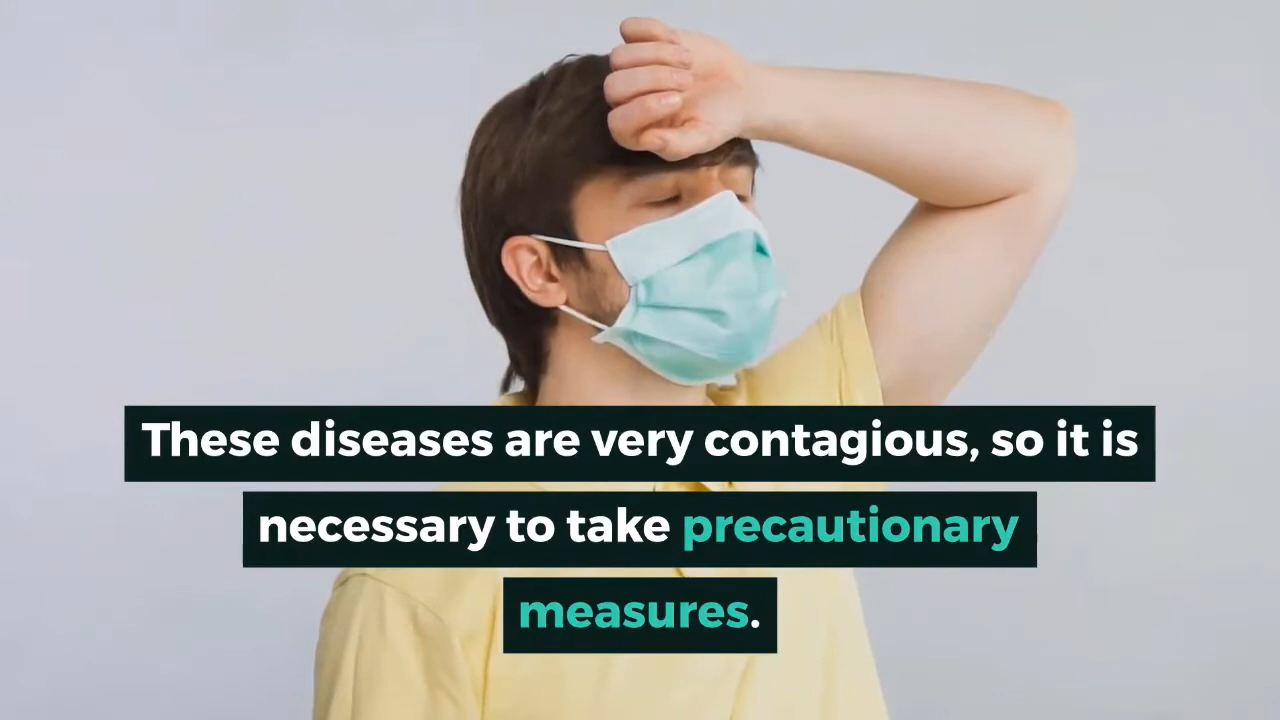 These diseases are very contagious, so it is
necessary to take precautionary
measures.